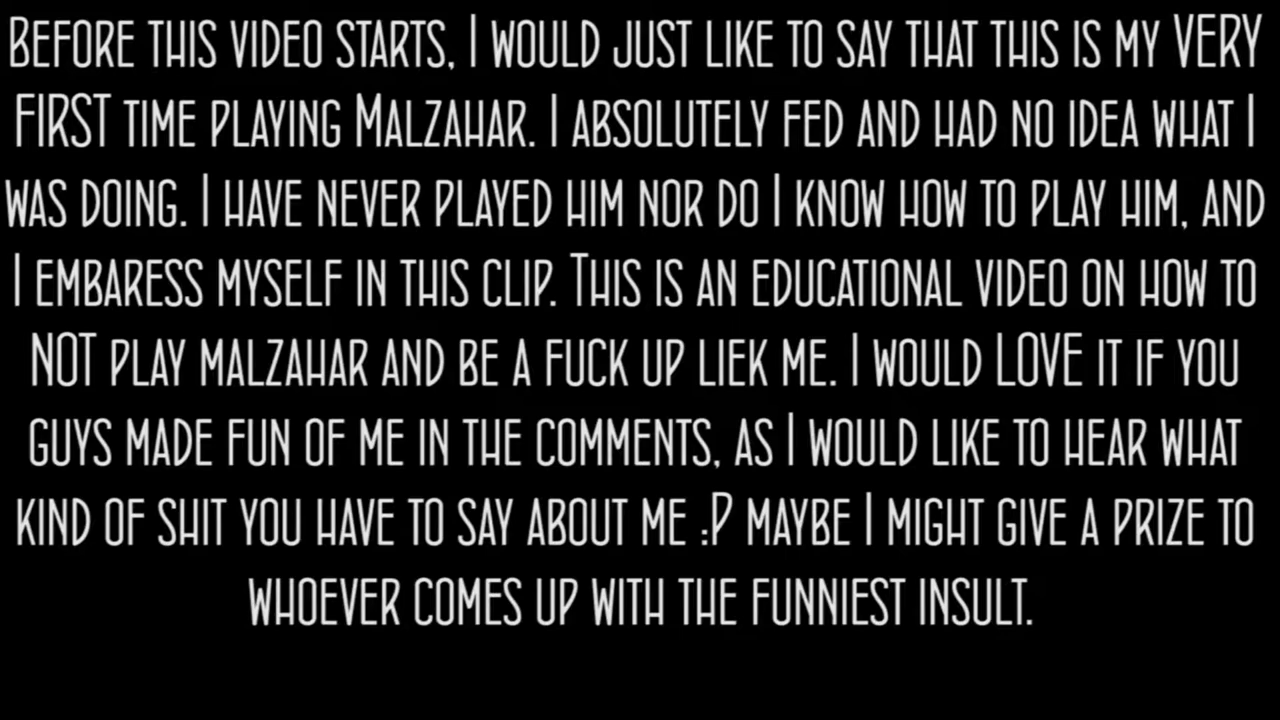 Before this video starts, I would just like to say that this is my VERY
FIRST time playing Malzahar. I absolutely fed and had no idea what I
was doing. I have never played him nor do I know how to play him, and
I embaress myself in this clip. This is an educational video on how to
NOT play malzahar and be a fuck up liek me. I would LOVE it if you
guys made fun of me in the comments, as I would like to hear what
kind of shit you have to say about me :P maybe I might give a prize to
whoever comes up with the funniest insult.